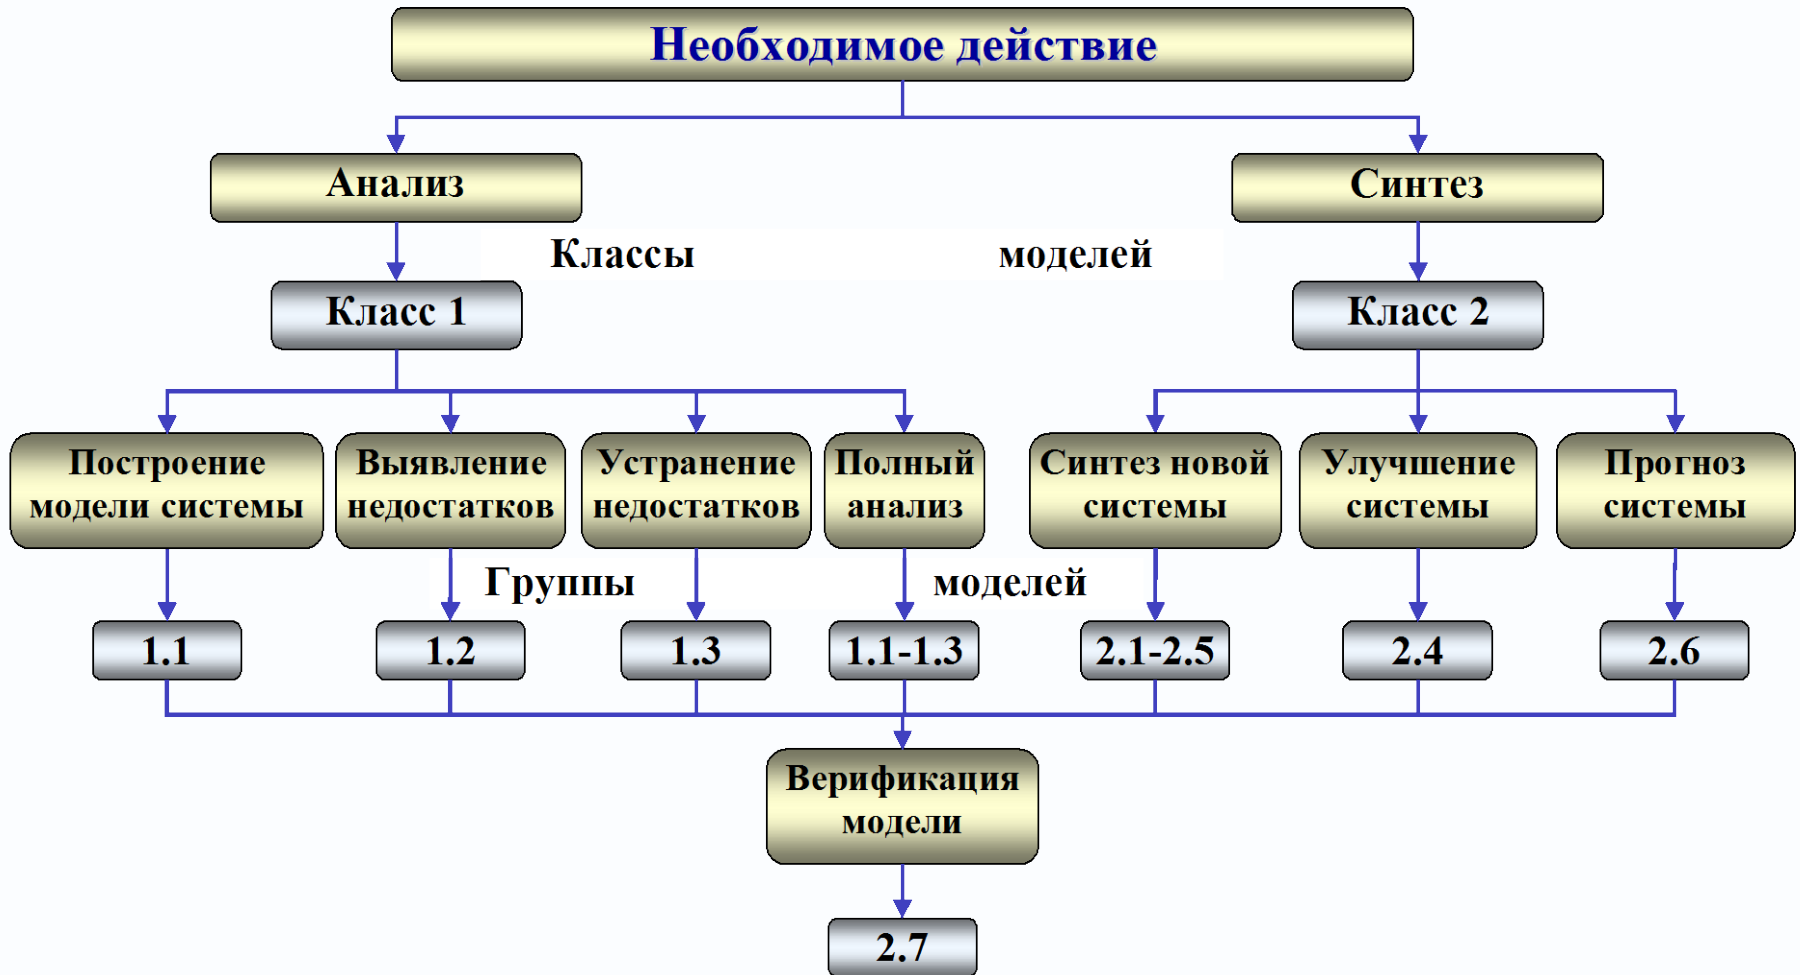 Необходимое действие
Анализ
Синтез
Классы моделей
Класс 1
Класс 2
Построение
модели системы
Выявление
недостатков
Устранение
недостатков
Полный
анализ
Синтез новой
системы
Улучшение
системы
Прогноз
системы
Группы моделей
1.1
1.2
1.3
1.1-1.3
2.1-2.5
2.4
2.6
Верификация
модели
2.7